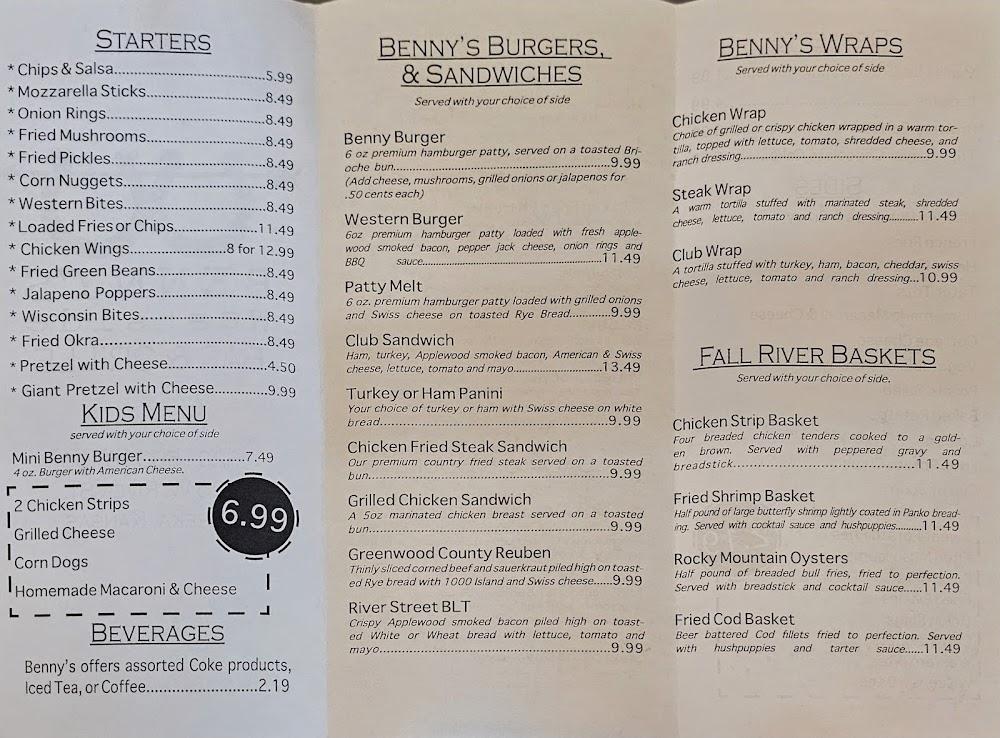 STARTERS
* Chips & Salsa...5.99
* Mozzarella Sticks...8.49
* Onion Rings...8.49
* Fried Mushrooms...8.49
* Fried Pickles...8.49
* Corn Nuggets...8.49
* Western Bites...8.49
* Loaded Fries or Chips...11.49
* Chicken Wings...8 for 12.99
* Fried Green Beans...8.49
* Jalapeno Poppers...8.49
* Wisconsin Bites...8.49
* Fried Okra...8.49
* Pretzel with Cheese...4.50
* Giant Pretzel with Cheese...9.99
KIDS MENU
served with your choice of side
Mini Benny Burger...7.49
4 oz. Burger with American Cheese.
2 Chicken Strips
Grilled Cheese
Corn Dogs
Homemade Macaroni & Cheese
6.99
BEVERAGES
Benny's offers assorted Coke products,
Iced Tea, or Coffee...2.19
BENNY'S BURGERS,
& SANDWICHES
Served with your choice of side
Benny Burger
6 oz premium hamburger patty, served on a toasted Bri-
oche bun...9.99
(Add cheese, mushrooms, grilled onions or jalapenos for
.50 cents each)
Western Burger
6oz premium hamburger patty loaded with fresh apple-
wood smoked bacon, pepper jack cheese, onion rings and
BBQ sauce...11.49
Patty Melt
6 oz. premium hamburger patty loaded with grilled onions
and Swiss cheese on toasted Rye Bread...9.99
Club Sandwich
Ham, turkey, Applewood smoked bacon, American & Swiss
cheese, lettuce, tomato and mayo...13.49
Turkey or Ham Panini
Your choice of turkey or ham with Swiss cheese on white
bread...9.99
Chicken Fried Steak Sandwich
Our premium country fried steak served on a toasted
bun...9.99
Grilled Chicken Sandwich
A 5oz marinated chicken breast served on a toasted
bun...9.99
Greenwood County Reuben
Thinly sliced corned beef and sauerkraut piled high on toast-
ed Rye bread with 1000 Island and Swiss cheese...9.99
River Street BLT
Crispy Applewood smoked bacon piled high on toast-
ed White or Wheat bread with lettuce, tomato and
mayo...9.99
BENNY'S WRAPS
Served with your choice of side
Chicken Wrap
Choice of grilled or crispy chicken wrapped in a warm tor-
tilla, topped with lettuce, tomato, shredded cheese, and
ranch dressing...9.99
Steak Wrap
A warm tortilla stuffed with marinated steak, shredded
cheese, lettuce, tomato and ranch dressing...11.49
Club Wrap
A tortilla stuffed with turkey, ham, bacon, cheddar, swiss
cheese, lettuce, tomato and ranch dressing...10.99
FALL RIVER BASKETS
Served with your choice of side.
Chicken Strip Basket
Four breaded chicken tenders cooked to a gold-
en brown. Served with peppered gravy and
breadstick...11.49
Fried Shrimp Basket
Half pound of large butterfly shrimp lightly coated in Panko bread-
ing. Served with cocktail sauce and hushpuppies...11.49
Rocky Mountain Oysters
Half pound of breaded bull fries, fried to perfection.
Served with breadstick and cocktail sauce...11.49
Fried Cod Basket
Beer battered Cod fillets fried to perfection. Served
with hushpuppies and tarter sauce...11.49